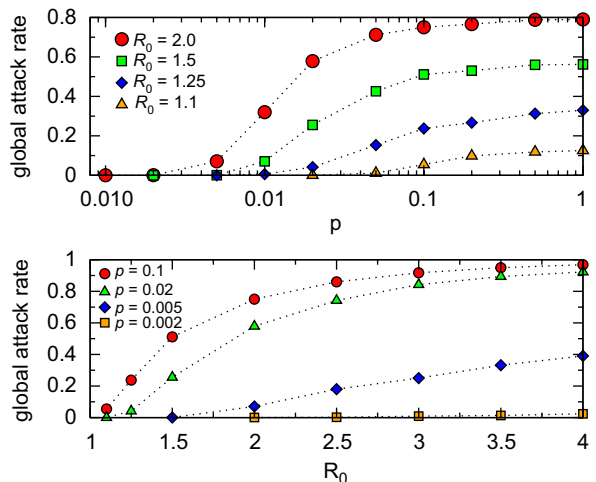 0.8
0.6
0.4
0.2
0
global attack rate
R₀ = 2.0
R₀ = 1.5
R₀ = 1.25
R₀ = 1.1
0.010 0.01 0.1 1
p
1
0.8
0.6
0.4
0.2
0
global attack rate
p = 0.1
p = 0.02
p = 0.005
p = 0.002
1 1.5 2 2.5 3 3.5 4
R₀